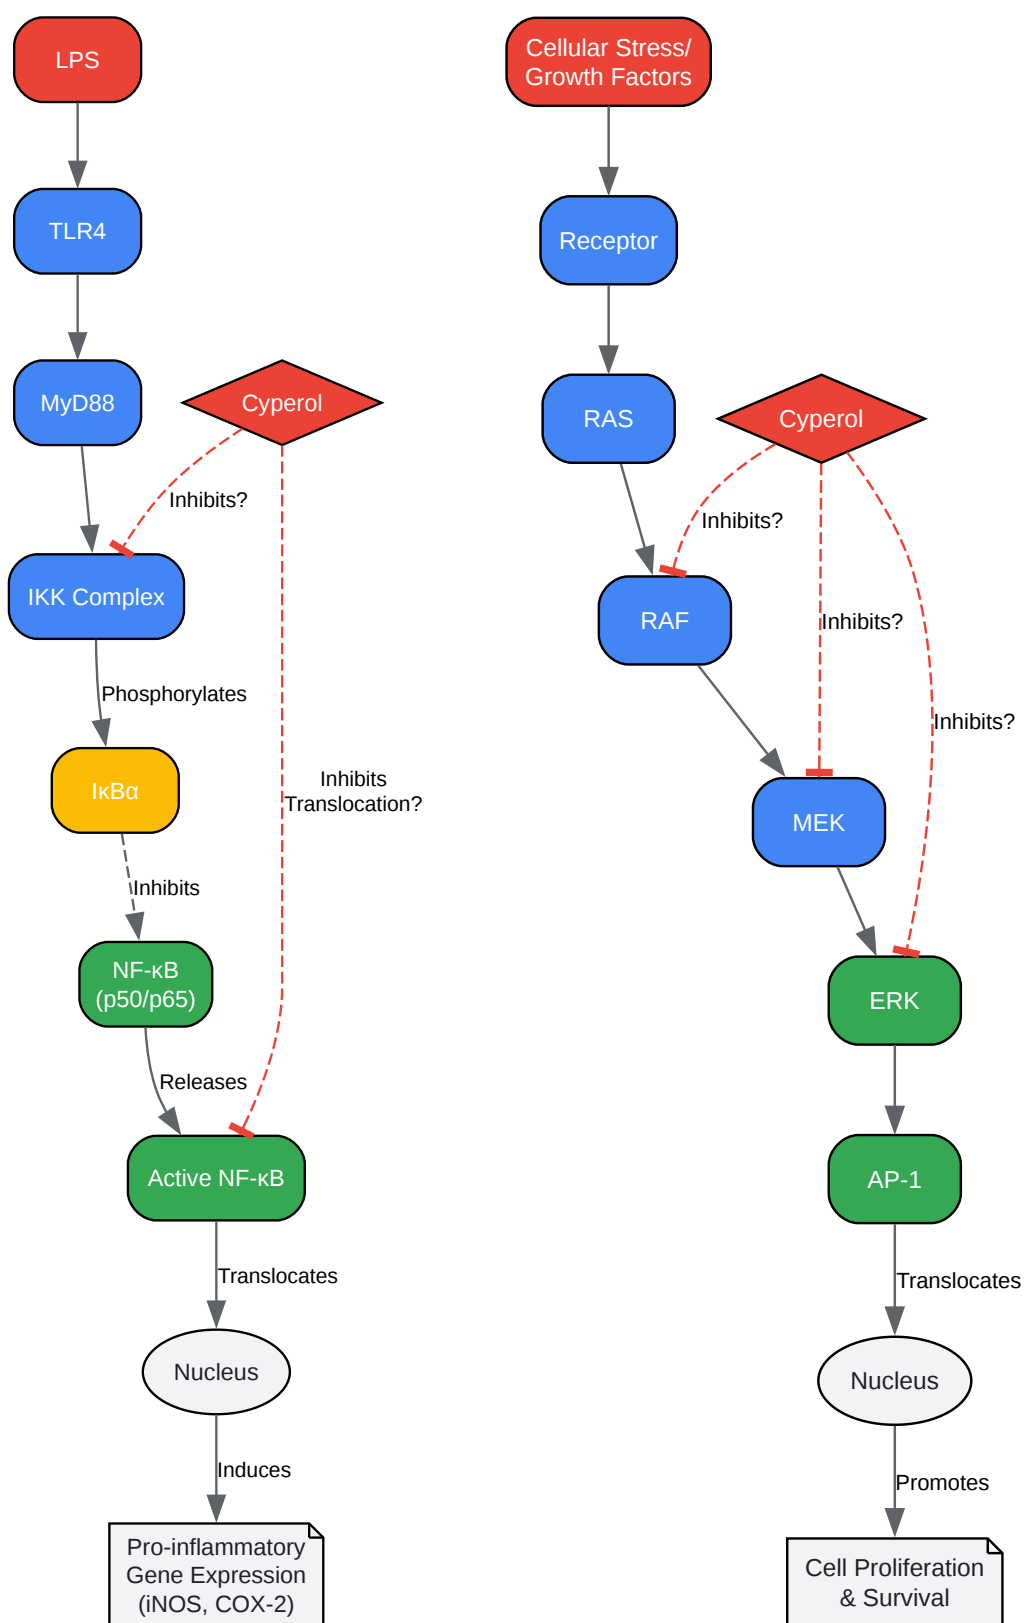 LPS
TLR4
MyD88
Cyperol
Inhibits?
IKK Complex
Phosphorylates
IκBα
Inhibits
Translocation?
Inhibits
NF-κB
(p50/p65)
Releases
Active NF-κB
Translocates
Nucleus
Induces
Pro-inflammatory
Gene Expression
(iNOS, COX-2)
Cellular Stress/
Growth Factors
Receptor
RAS
Cyperol
Inhibits?
RAF
Inhibits?
Inhibits?
MEK
ERK
AP-1
Translocates
Nucleus
Promotes
Cell Proliferation
& Survival